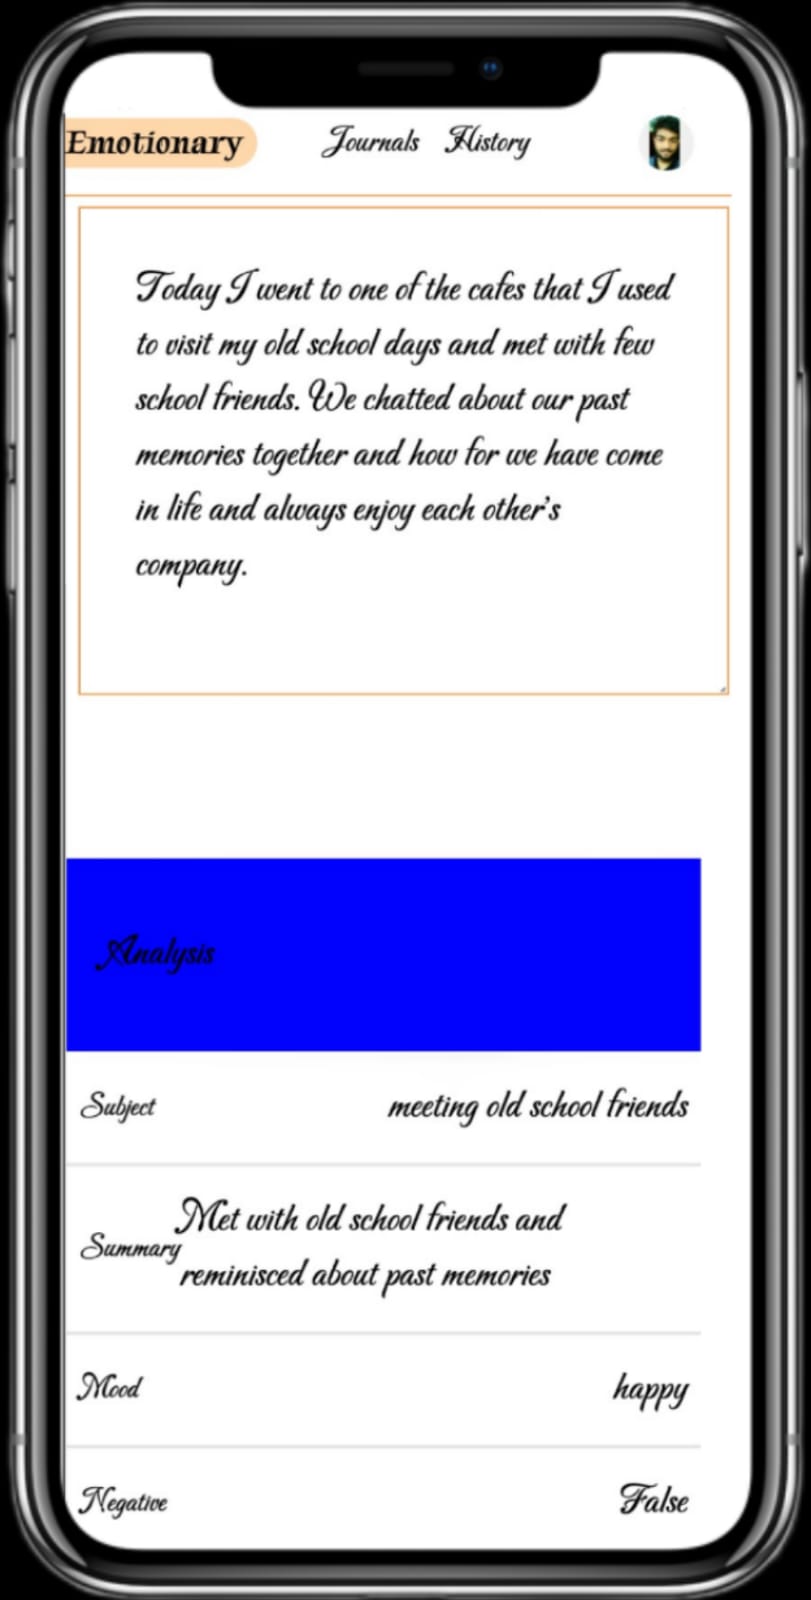 Emotionary
Journals History
Today I went to one of the cafes that I used
to visit my old school days and met with few
school friends. We chatted about our past
memories together and how for we have come
in life and always enjoy each other's
company.
Analysis
Subject meeting old school friends
Summary Met with old school friends and
reminisced about past memories
Mood happy
Negative False